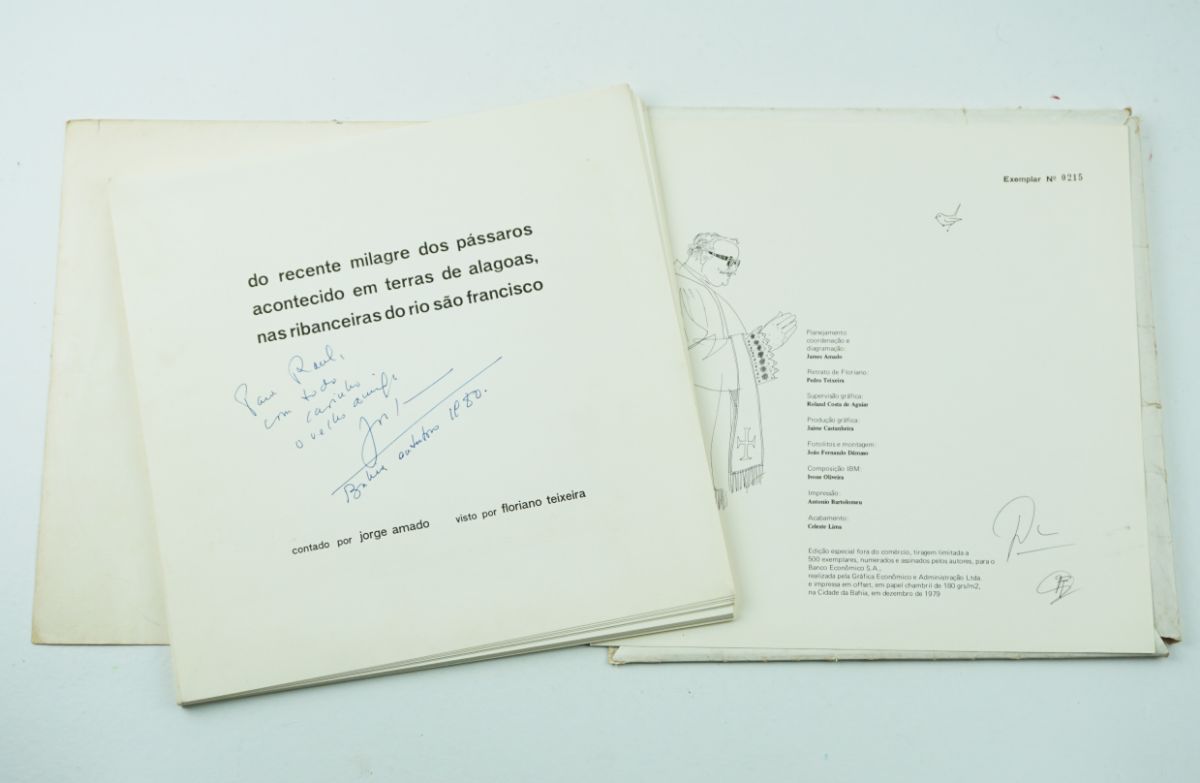 do recente milagre dos pássaros
acontecido em terras de alagoas,
nas ribanceiras do rio são francisco
Para Raul,
com todo
carinho
o velho amigo
Jorge
Bahia outubro 1980.
contado por jorge amado visto por floriano teixeira
Exemplar Nº 0215
Planejamento
coordenação e
diagramação:
James Amado
Retrato de Floriano:
Pedro Teixeira
Supervisão gráfica:
Roland Costa de Aguiar
Produção gráfica:
Jaime Castanheira
Fotolitos e montagem:
João Fernando Dâmaso
Composição IBM:
Ivone Oliveira
Impressão:
Antonio Bartolomeu
Acabamento:
Celeste Lima
Edição especial fora do comércio, tiragem limitada a
500 exemplares, numerados e assinados pelos autores, para o
Banco Econômico S.A.,
realizada pela Gráfica Econômico e Administração Ltda.
e impressa em offset, em papel chambril de 180 grs/m2,
na Cidade da Bahia, em dezembro de 1979